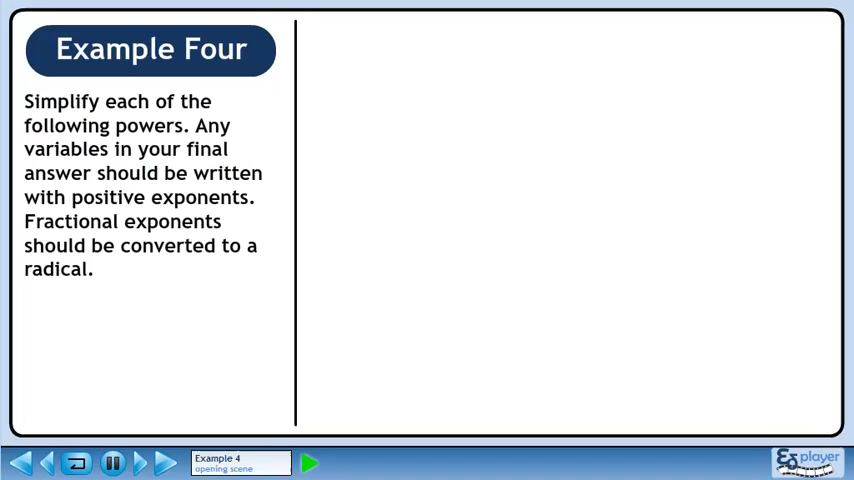 Example Four
Simplify each of the
following powers. Any
variables in your final
answer should be written
with positive exponents.
Fractional exponents
should be converted to a
radical.
Example 4
opening scene
player